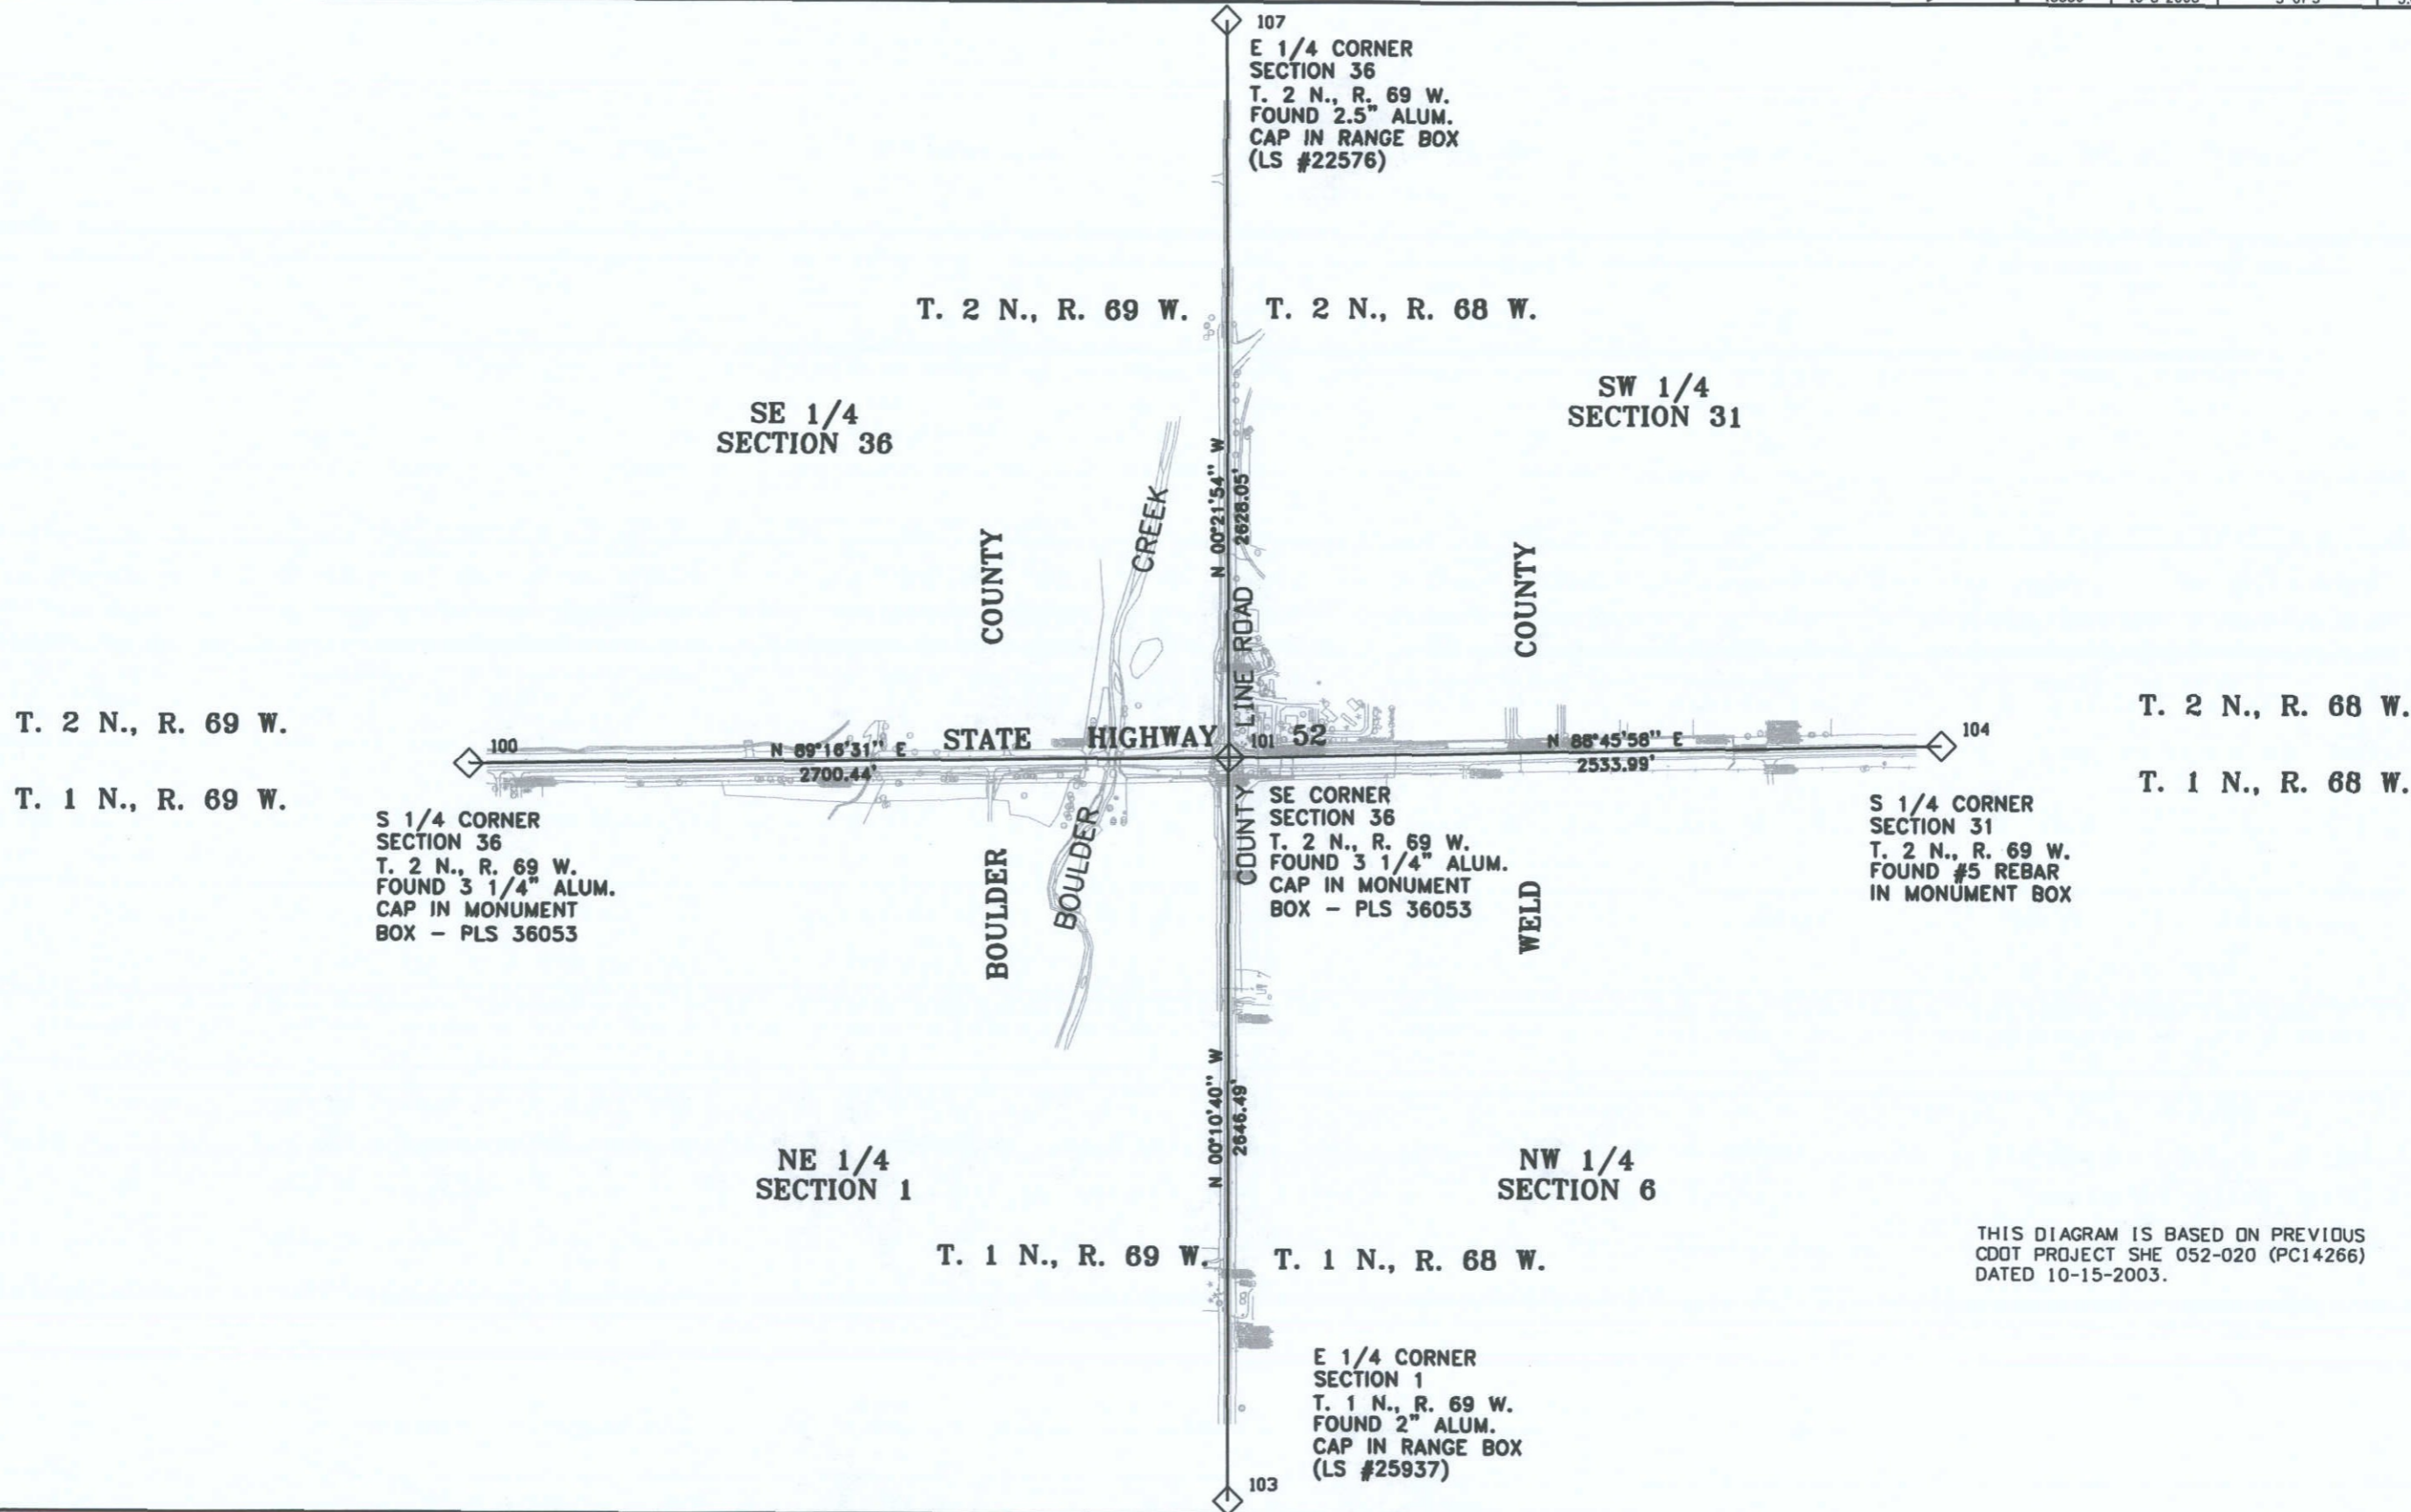 107
E 1/4 CORNER
SECTION 36
T. 2 N., R. 69 W.
FOUND 2.5" ALUM.
CAP IN RANGE BOX
(LS #22576)
T. 2 N., R. 69 W.
T. 2 N., R. 68 W.
SE 1/4
SECTION 36
SW 1/4
SECTION 31
N 00°21'54" W
2628.05'
CREEK
COUNTY
COUNTY
COUNTY LINE ROAD
T. 2 N., R. 69 W.
T. 2 N., R. 68 W.
100
N 89°16'31" E
2700.44'
STATE HIGHWAY 52
101
N 88°45'58" E
2533.99'
104
T. 1 N., R. 69 W.
T. 1 N., R. 68 W.
S 1/4 CORNER
SECTION 36
T. 2 N., R. 69 W.
FOUND 3 1/4" ALUM.
CAP IN MONUMENT
BOX - PLS 36053
BOULDER
BOULDER
SE CORNER
SECTION 36
T. 2 N., R. 69 W.
FOUND 3 1/4" ALUM.
CAP IN MONUMENT
BOX - PLS 36053
WELD
S 1/4 CORNER
SECTION 31
T. 2 N., R. 69 W.
FOUND #5 REBAR
IN MONUMENT BOX
N 00°10'40" W
2646.49'
NE 1/4
SECTION 1
NW 1/4
SECTION 6
T. 1 N., R. 69 W.
T. 1 N., R. 68 W.
THIS DIAGRAM IS BASED ON PREVIOUS
CDOT PROJECT SHE 052-020 (PC14266)
DATED 10-15-2003.
E 1/4 CORNER
SECTION 1
T. 1 N., R. 69 W.
FOUND 2" ALUM.
CAP IN RANGE BOX
(LS #25937)
103